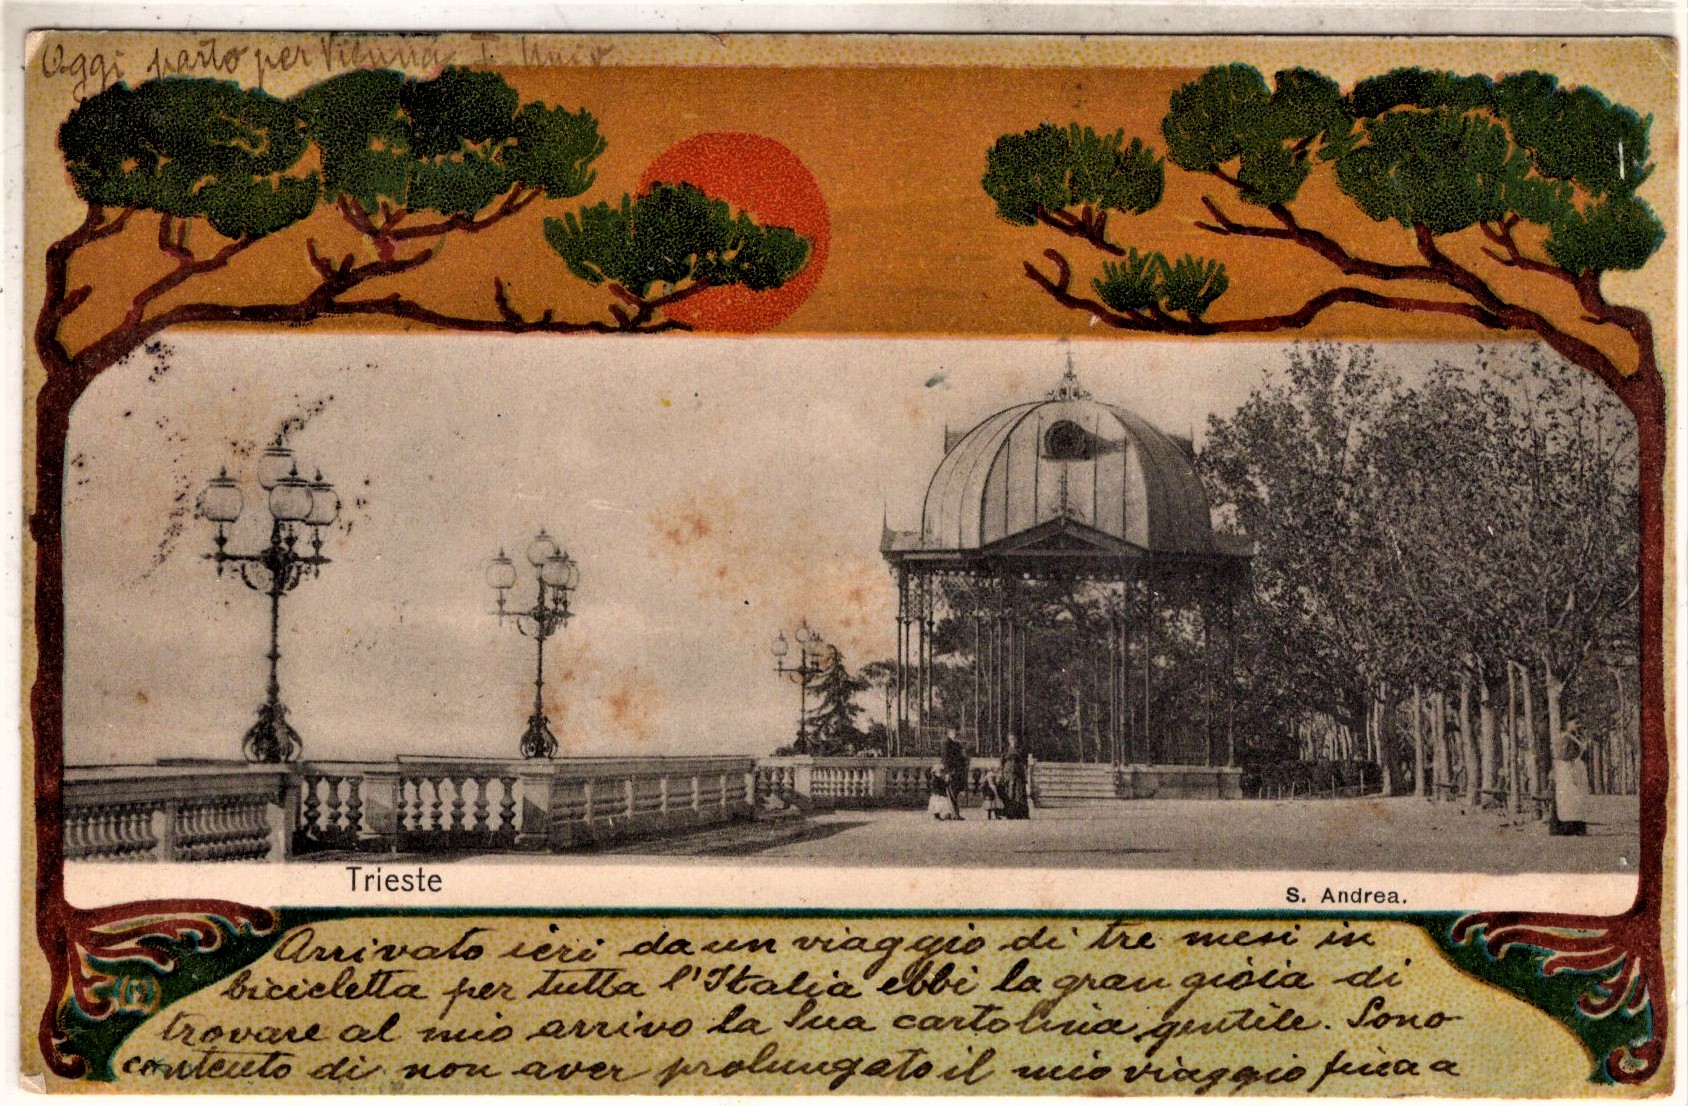 Oggi parto per Vienna
Trieste
S. Andrea.
Arrivato ieri da un viaggio di tre mesi in
bicicletta per tutta l'Italia ebbi la gran gioia di
trovare al mio arrivo la Sua cartolina gentile. Sono
contento di non aver prolungato il mio viaggio fina a